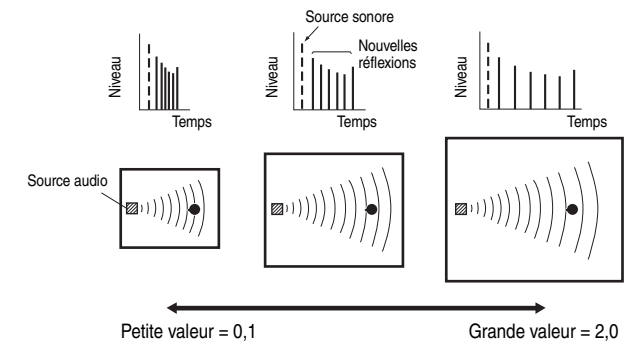 Source sonore
Nouvelles
réflexions
Niveau
Temps
Niveau
Temps
Niveau
Temps
Source audio
Petite valeur = 0,1
Grande valeur = 2,0